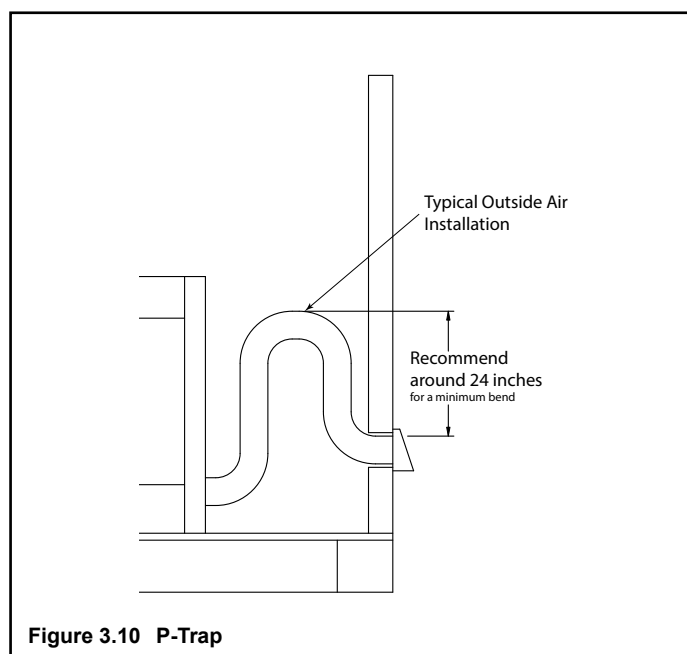 Typical Outside Air
Installation
Recommend
around 24 inches
for a minimum bend
Figure 3.10 P-Trap